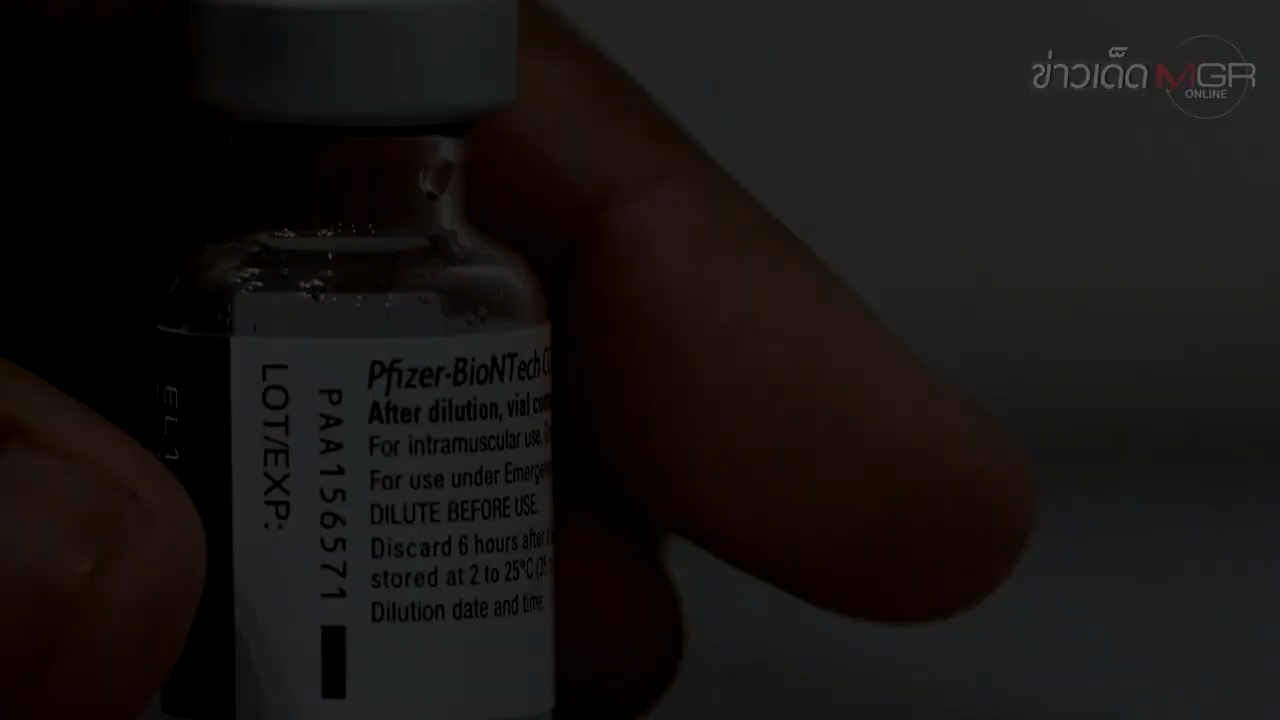 ข่าวเด็ด MGR
ONLINE
Pfizer-BioNTech
After dilution, vial
For intramuscular use.
For use under
DILUTE BEFORE USE.
Discard 6 hours after
stored at 2 to 25°C
Dilution date and time
LOT/EXP:
PAA156571